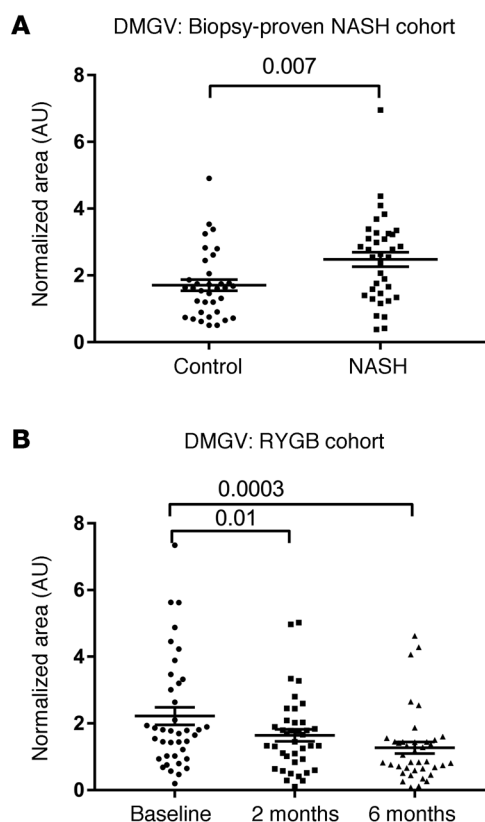 A
DMGV: Biopsy-proven NASH cohort
0.007
Normalized area (AU)
8
6
4
2
0
Control NASH
B
DMGV: RYGB cohort
0.0003
0.01
Normalized area (AU)
8
6
4
2
0
Baseline 2 months 6 months